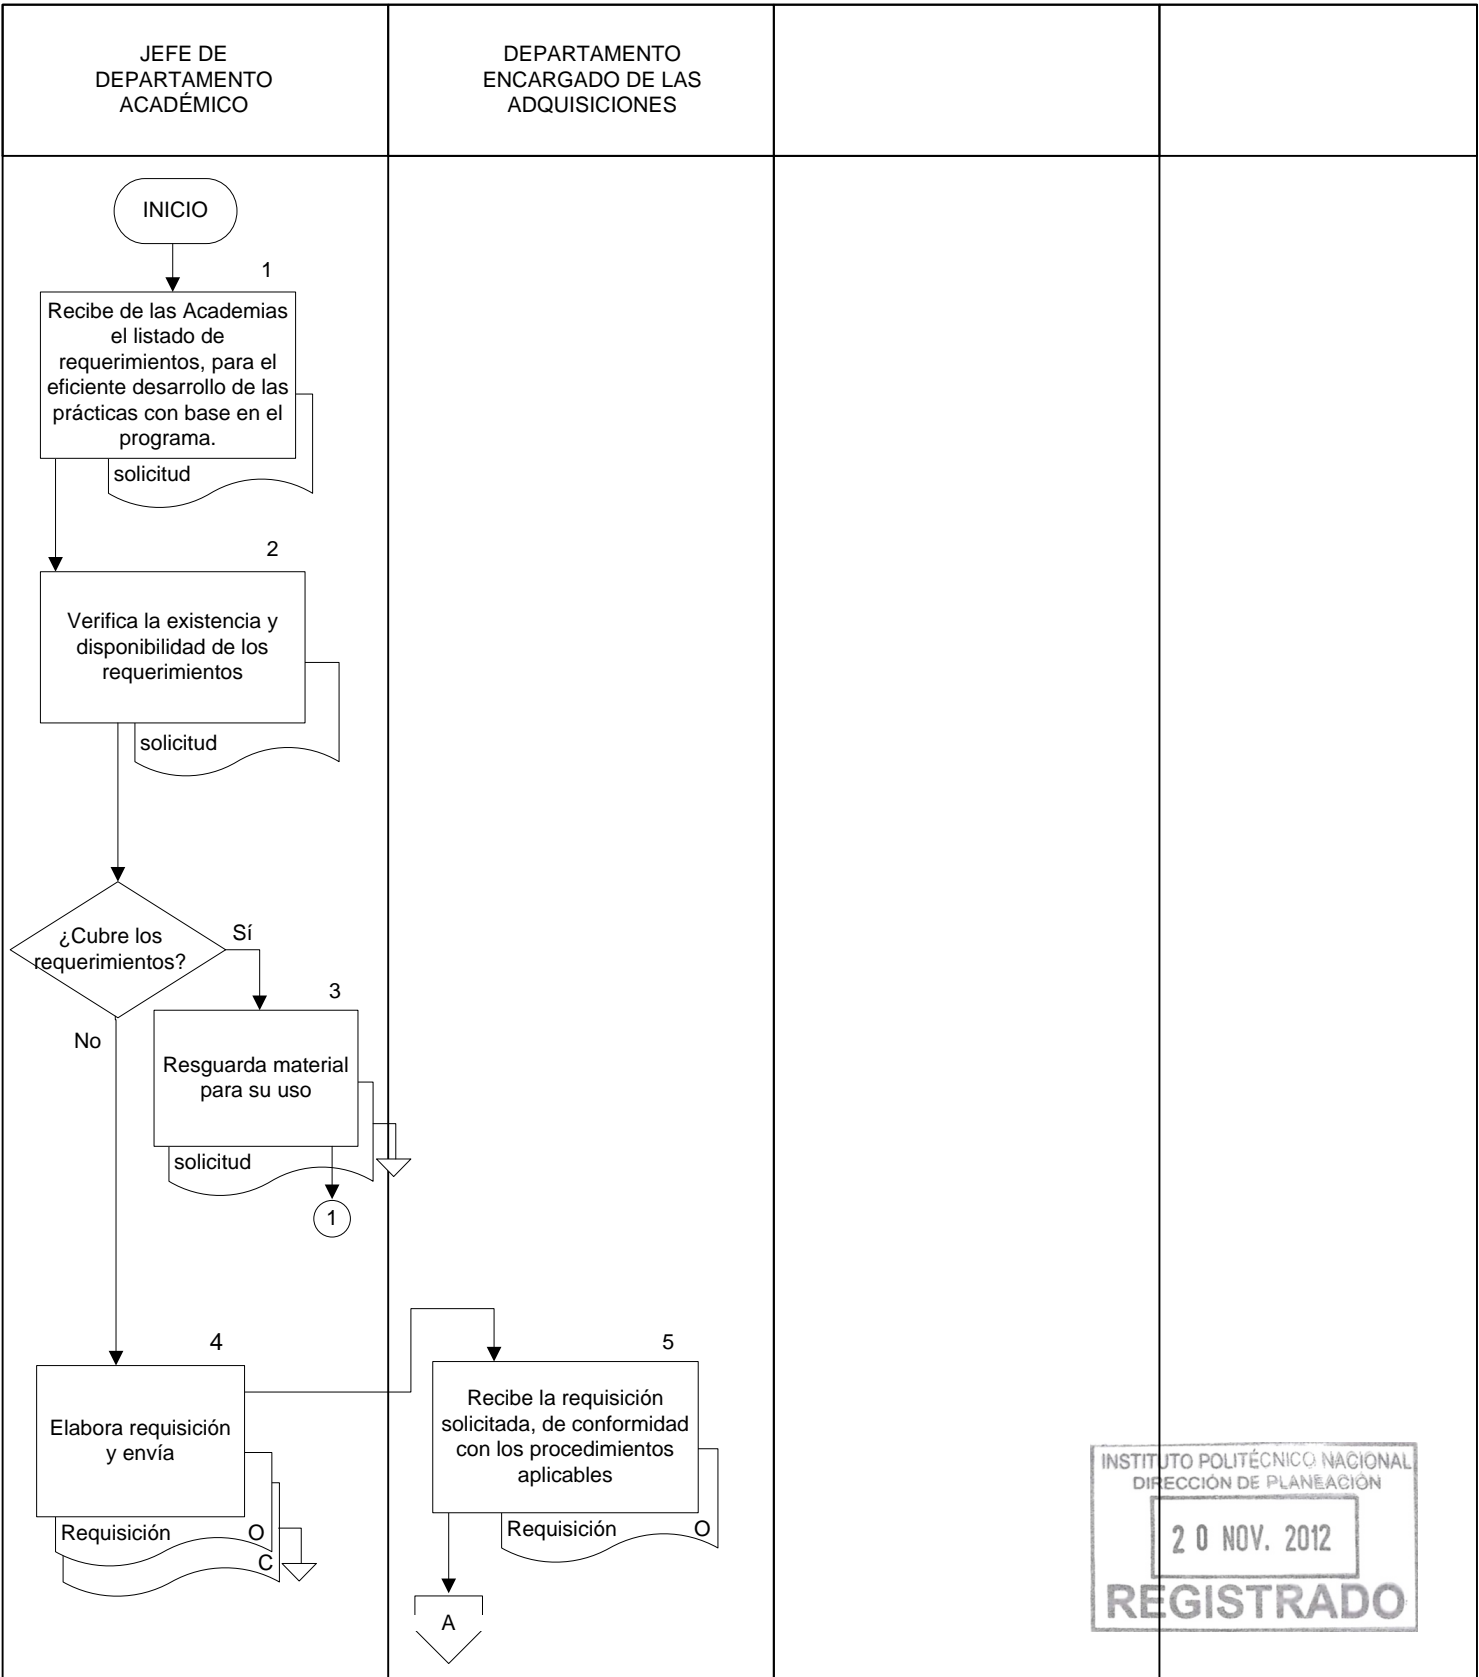 JEFE DE
DEPARTAMENTO
ACADÉMICO
DEPARTAMENTO
ENCARGADO DE LAS
ADQUISICIONES
INICIO
1
Recibe de las Academias
el listado de
requerimientos, para el
eficiente desarrollo de las
prácticas con base en el
programa.
solicitud
2
Verifica la existencia y
disponibilidad de los
requerimientos
solicitud
¿Cubre los
requerimientos?
Sí
No
3
Resguarda material
para su uso
solicitud
1
4
Elabora requisición
y envía
Requisición O
C
5
Recibe la requisición
solicitada, de conformidad
con los procedimientos
aplicables
Requisición O
A
INSTITUTO POLITÉCNICO NACIONAL
DIRECCIÓN DE PLANEACIÓN
20 NOV. 2012
REGISTRADO